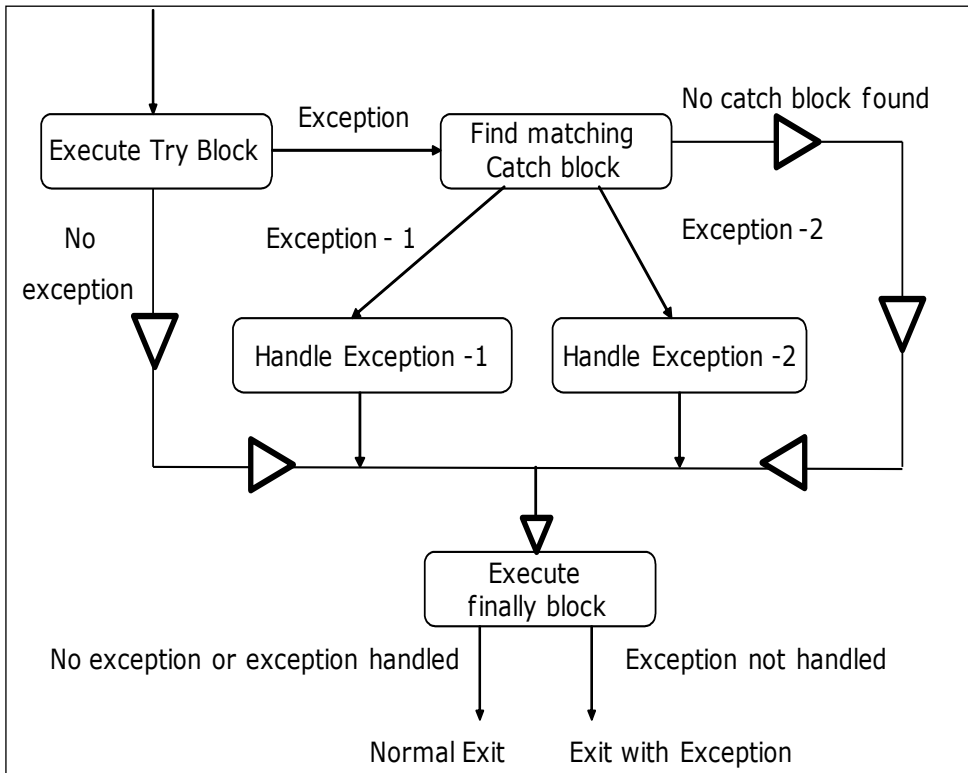 No catch block found
Exception
Execute Try Block
Find matching
Catch block
No
exception
Exception - 1
Exception -2
Handle Exception -1
Handle Exception -2
Execute
finally block
No exception or exception handled
Exception not handled
Normal Exit
Exit with Exception